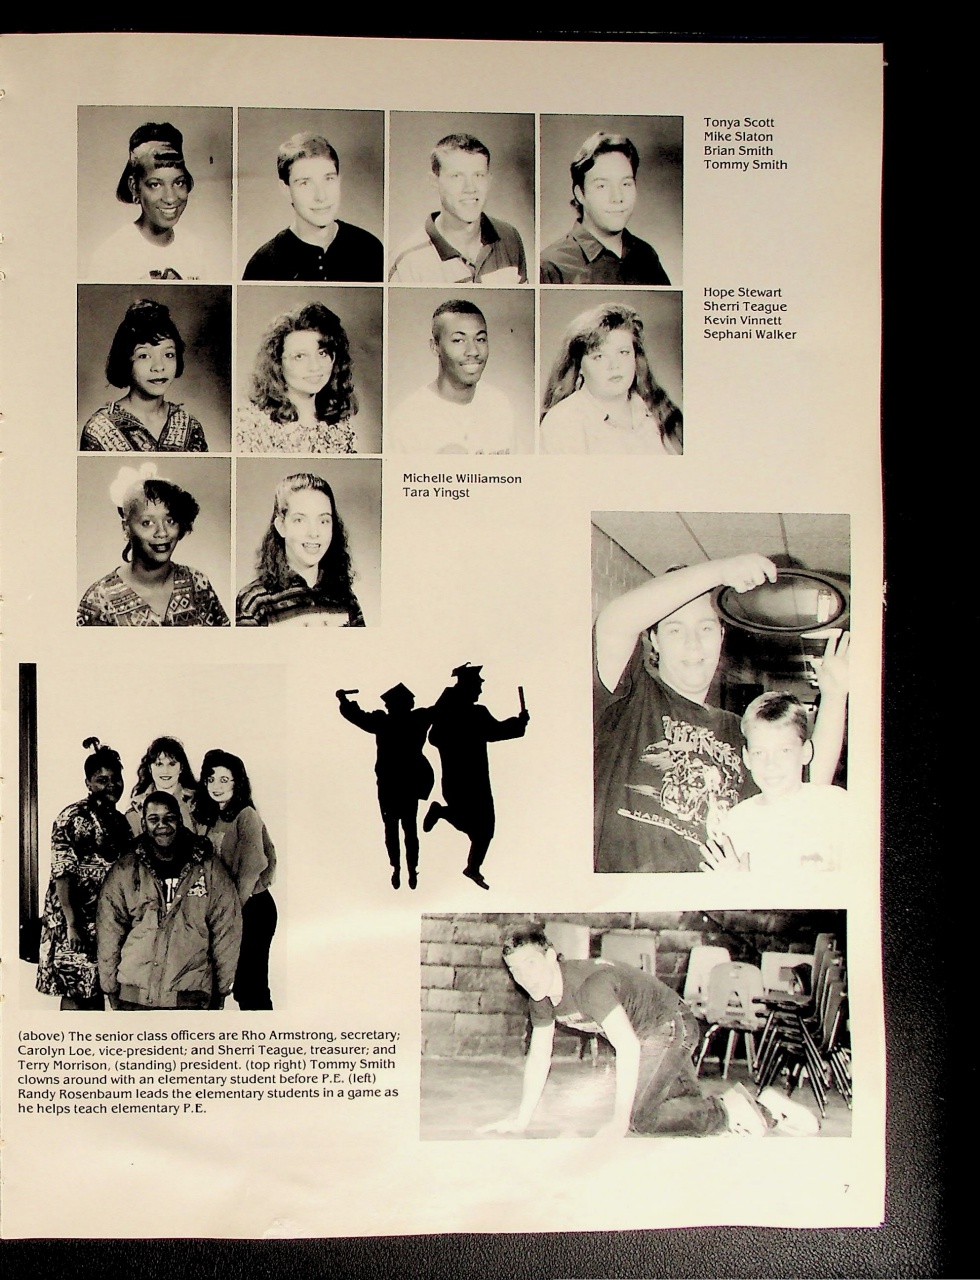 Tonya Scott
Mike Slaton
Brian Smith
Tommy Smith
Hope Stewart
Sherri Teague
Kevin Vinnett
Sephani Walker
Michelle Williamson
Tara Yingst
THUNDER
HARLEY
(above) The senior class officers are Rho Armstrong, secretary;
Carolyn Loe, vice-president; and Sherri Teague, treasurer; and
Terry Morrison, (standing) president. (top right) Tommy Smith
clowns around with an elementary student before P.E. (left)
Randy Rosenbaum leads the elementary students in a game as
he helps teach elementary P.E.
7